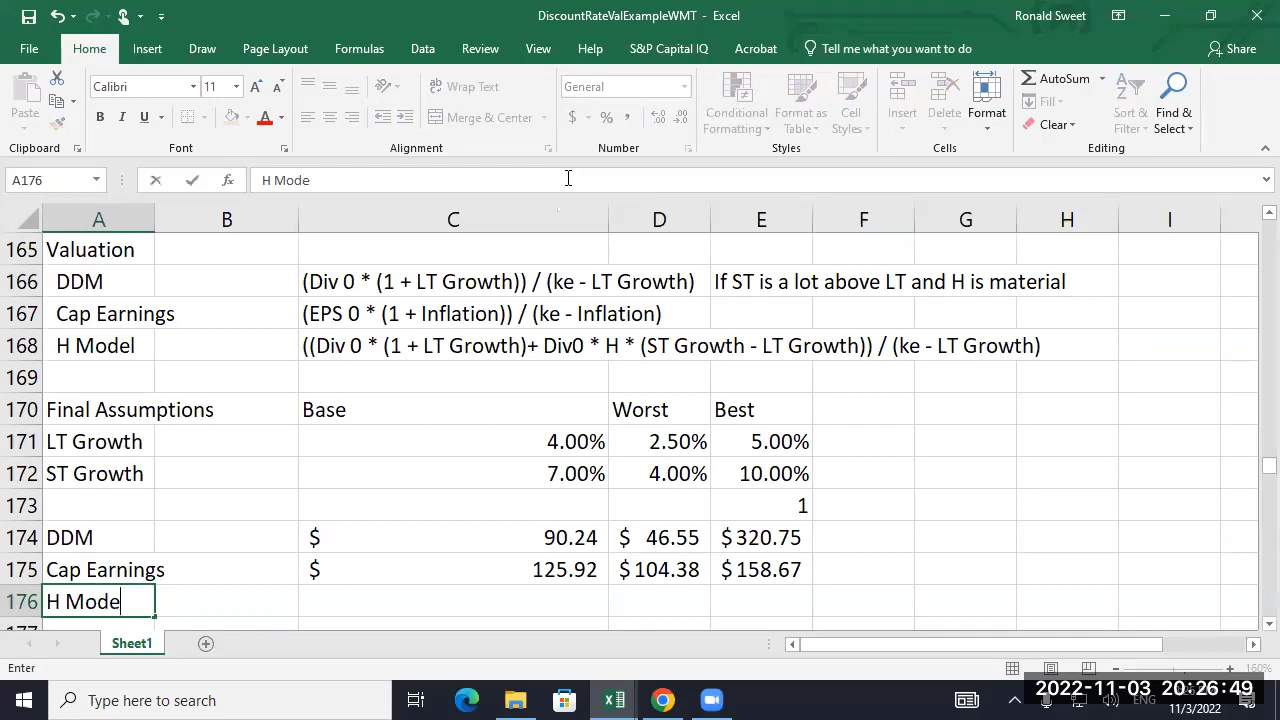 DiscountRateValExampleWMT - Excel
Ronald Sweet
File Home Insert Draw Page Layout Formulas Data Review View Help S&P Capital IQ Acrobat Tell me what you want to do Share
Paste
Clipboard
Calibri 11
B I U
Font
Wrap Text
Merge & Center
Alignment
General
$ % ,
Number
Conditional Formatting
Format as Table
Cell Styles
Styles
Insert
Delete
Format
Cells
AutoSum
Fill
Clear
Sort & Filter
Find & Select
Editing
A176 fx H Mode
A B C D E F G H I
165 Valuation
166 DDM (Div 0 * (1 + LT Growth)) / (ke - LT Growth) If ST is a lot above LT and H is material
167 Cap Earnings (EPS 0 * (1 + Inflation)) / (ke - Inflation)
168 H Model ((Div 0 * (1 + LT Growth)+ Div0 * H * (ST Growth - LT Growth)) / (ke - LT Growth)
169
170 Final Assumptions Base Worst Best
171 LT Growth 4.00% 2.50% 5.00%
172 ST Growth 7.00% 4.00% 10.00%
173 1
174 DDM $ 90.24 $ 46.55 $320.75
175 Cap Earnings $ 125.92 $104.38 $158.67
176 H Mode
177
Sheet1
Enter
160%
Type here to search
2022-11-03 20:26:49
ENG
11/3/2022